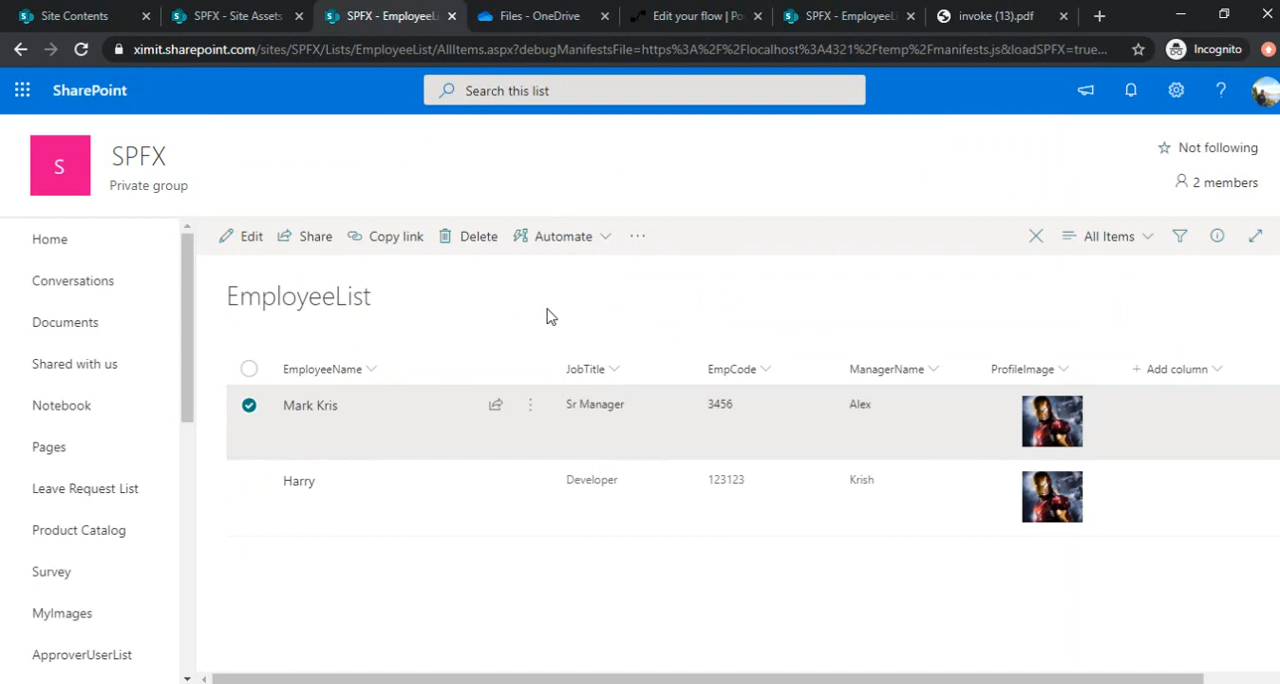 Site Contents
SPFX - Site Assets
SPFX - EmployeeLi
Files - OneDrive
Edit your flow | Po
SPFX - EmployeeLi
invoke (13).pdf
ximit.sharepoint.com/sites/SPFX/Lists/EmployeeList/AllItems.aspx?debugManifestsFile=https%3A%2F%2Flocalhost%3A4321%2Ftemp%2Fmanifests.js&loadSPFX=true...
Incognito
SharePoint
Search this list
S
SPFX
Private group
Not following
2 members
Home
Conversations
Documents
Shared with us
Notebook
Pages
Leave Request List
Product Catalog
Survey
MyImages
ApproverUserList
Edit
Share
Copy link
Delete
Automate
All Items
EmployeeList
EmployeeName JobTitle EmpCode ManagerName ProfileImage + Add column
Mark Kris Sr Manager 3456 Alex
Harry Developer 123123 Krish